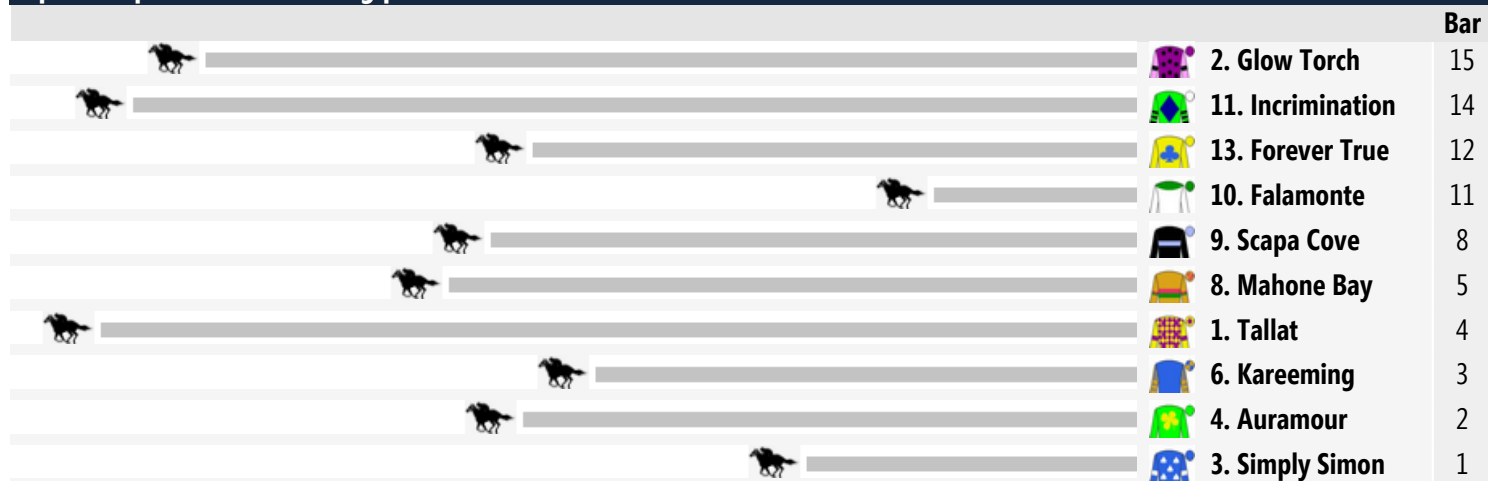 Bar
2. Glow Torch 15
11. Incrimination 14
13. Forever True 12
10. Falamonte 11
9. Scapa Cove 8
8. Mahone Bay 5
1. Tallat 4
6. Kareeming 3
4. Auramour 2
3. Simply Simon 1